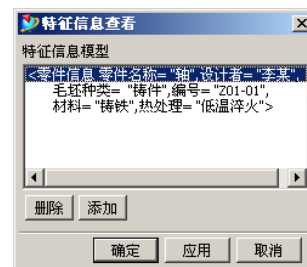 特征信息查看
特征信息模型
<零件信息 零件名称= "轴",设计者= "李某",
毛坯种类= "铸件",编号= "Z01-01",
材料= "铸铁",热处理= "低温淬火">
删除 添加
确定 应用 取消